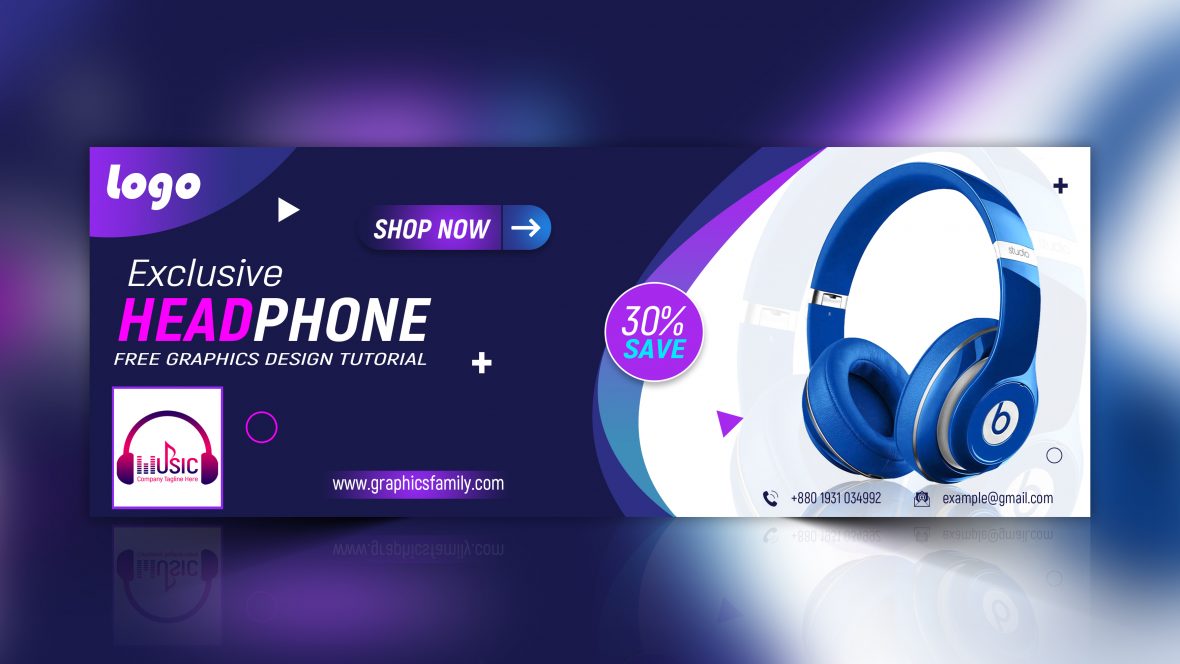 logo
SHOP NOW
Exclusive
HEADPHONE
FREE GRAPHICS DESIGN TUTORIAL
30%
SAVE
studio
b
MUSIC
Company Tagline Here
www.graphicsfamily.com
+880 1931 034992
example@gmail.com